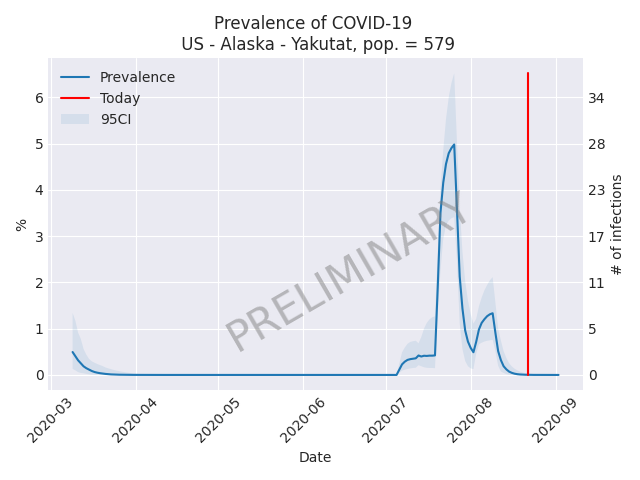 Prevalence of COVID-19
US - Alaska - Yakutat, pop. = 579
Prevalence
Today
95CI
PRELIMINARY
%
6
5
4
3
2
1
0
# of infections
34
28
23
17
11
5
0
2020-03
2020-04
2020-05
2020-06
2020-07
2020-08
2020-09
Date